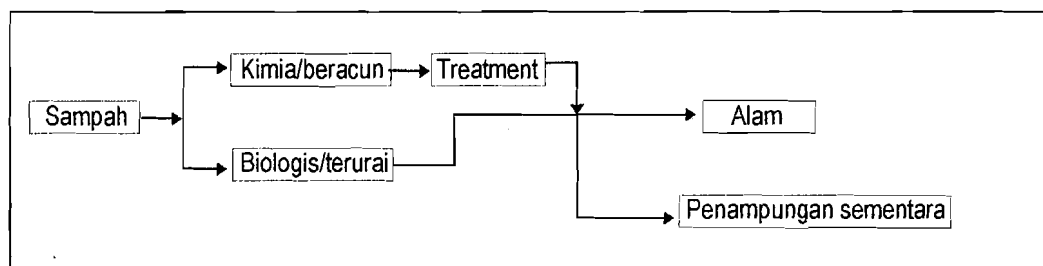 Kimia/beracun
Treatment
Sampah
Alam
Biologis/terurai
Penampungan sementara